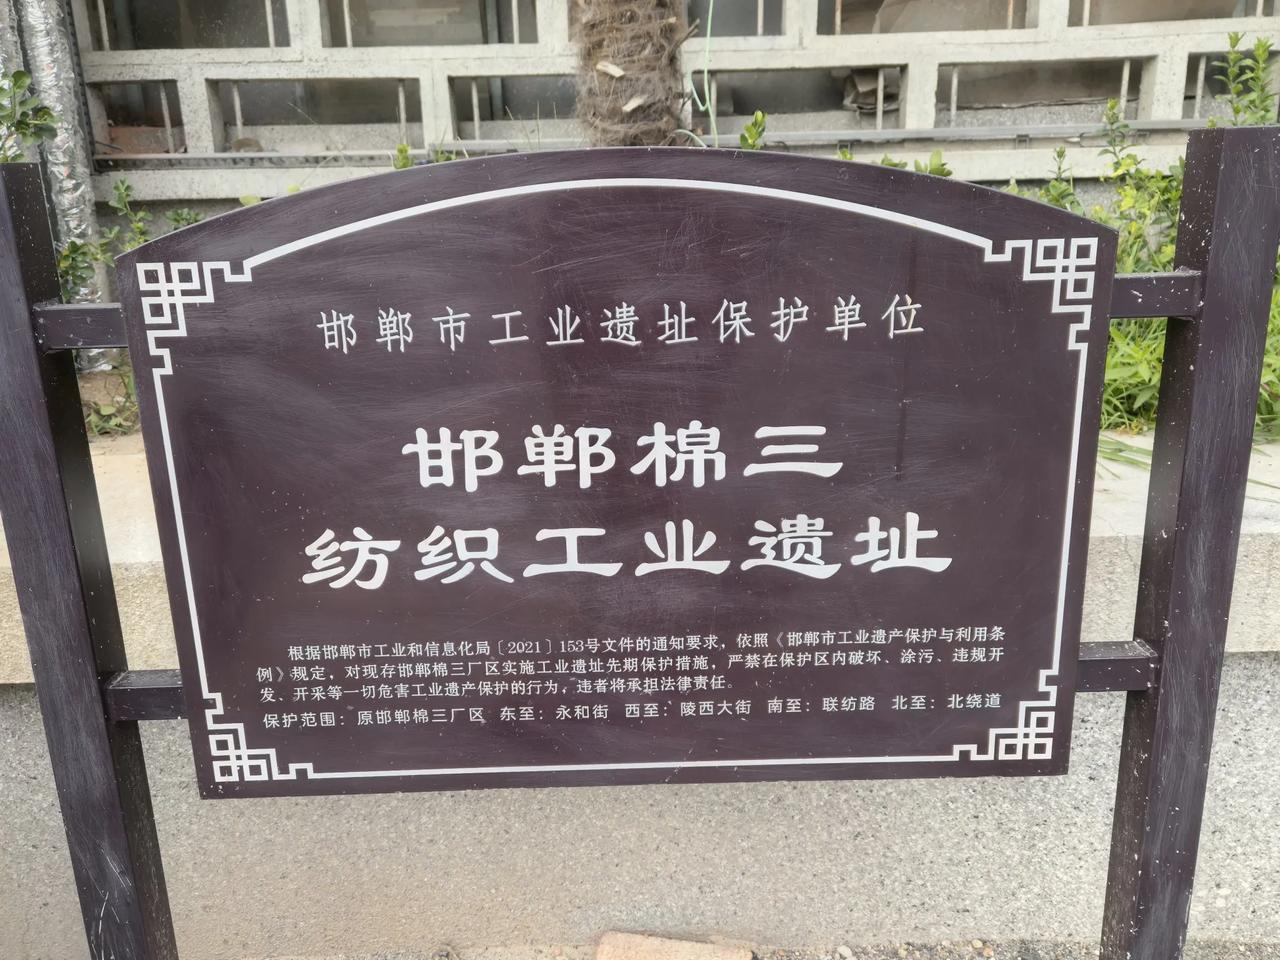 邯郸市工业遗址保护单位
邯郸棉三
纺织工业遗址
根据邯郸市工业和信息化局〔2021〕153号文件的通知要求，依照《邯郸市工业遗产保护与利用条
例》规定，对现存邯郸棉三厂区实施工业遗址先期保护措施，严禁在保护区内破坏、涂污、违规开
发、开采等一切危害工业遗产保护的行为，违者将承担法律责任。
保护范围：原邯郸棉三厂区 东至：永和街 西至：陵西大街 南至：联纺路 北至：北绕道